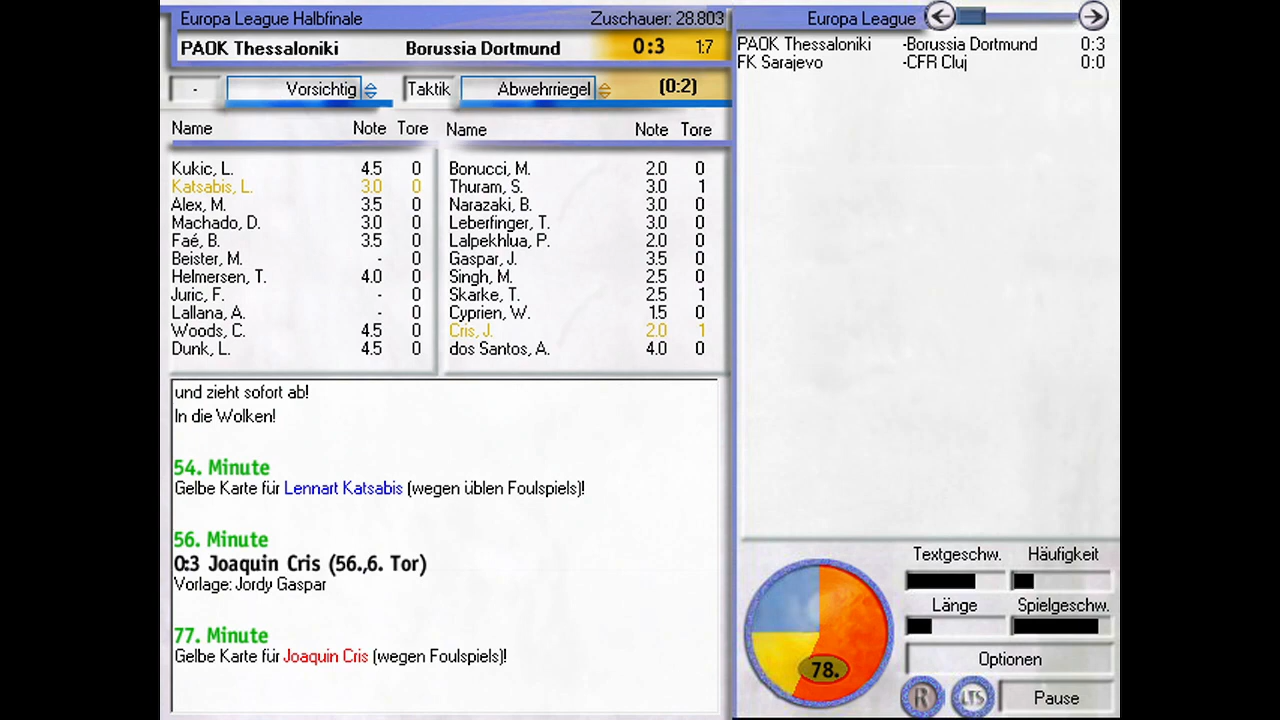 Europa League Halbfinale Zuschauer: 28.803
PAOK Thessaloniki Borussia Dortmund 0:3 1:7
- Vorsichtig Taktik Abwehrriegel (0:2)
Name Note Tore Name Note Tore
Kukic, L. 4.5 0 Bonucci, M. 2.0 0
Katsabis, L. 3.0 0 Thuram, S. 3.0 1
Alex, M. 3.5 0 Narazaki, B. 3.0 0
Machado, D. 3.0 0 Leberfinger, T. 3.0 0
Faé, B. 3.5 0 Lalpekhlua, P. 2.0 0
Beister, M. - 0 Gaspar, J. 3.5 0
Helmersen, T. 4.0 0 Singh, M. 2.5 0
Juric, F. - 0 Skarke, T. 2.5 1
Lallana, A. - 0 Cyprien, W. 1.5 0
Woods, C. 4.5 0 Cris, J. 2.0 1
Dunk, L. 4.5 0 dos Santos, A. 4.0 0
und zieht sofort ab!
In die Wolken!
54. Minute
Gelbe Karte für Lennart Katsabis (wegen üblen Foulspiels)!
56. Minute
0:3 Joaquin Cris (56.,6. Tor)
Vorlage: Jordy Gaspar
77. Minute
Gelbe Karte für Joaquin Cris (wegen Foulspiels)!
Europa League
PAOK Thessaloniki -Borussia Dortmund 0:3
FK Sarajevo -CFR Cluj 0:0
Textgeschw. Häufigkeit
Länge Spielgeschw.
78.
Optionen
R LTS Pause